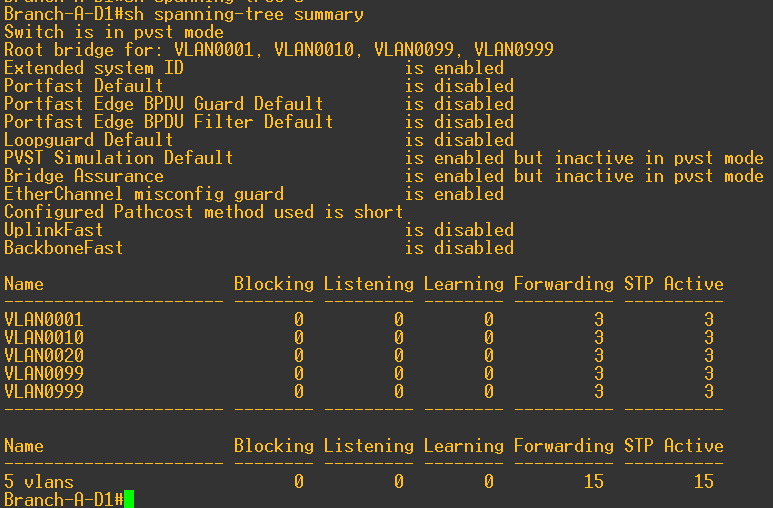 Branch-A-D1#sh spanning-tree summary
Switch is in pvst mode
Root bridge for: VLAN0001, VLAN0010, VLAN0099, VLAN0999
Extended system ID                      is enabled
Portfast Default                        is disabled
Portfast Edge BPDU Guard Default        is disabled
Portfast Edge BPDU Filter Default       is disabled
Loopguard Default                       is disabled
PVST Simulation Default                 is enabled but inactive in pvst mode
Bridge Assurance                        is enabled but inactive in pvst mode
EtherChannel misconfig guard            is enabled
Configured Pathcost method used is short
UplinkFast                              is disabled
BackboneFast                            is disabled

Name                   Blocking Listening Learning Forwarding STP Active
---------------------- -------- --------- -------- ---------- ----------
VLAN0001                     0         0        0          3          3
VLAN0010                     0         0        0          3          3
VLAN0020                     0         0        0          3          3
VLAN0099                     0         0        0          3          3
VLAN0999                     0         0        0          3          3
---------------------- -------- --------- -------- ---------- ----------

Name                   Blocking Listening Learning Forwarding STP Active
---------------------- -------- --------- -------- ---------- ----------
5 vlans                      0         0        0         15         15
Branch-A-D1#